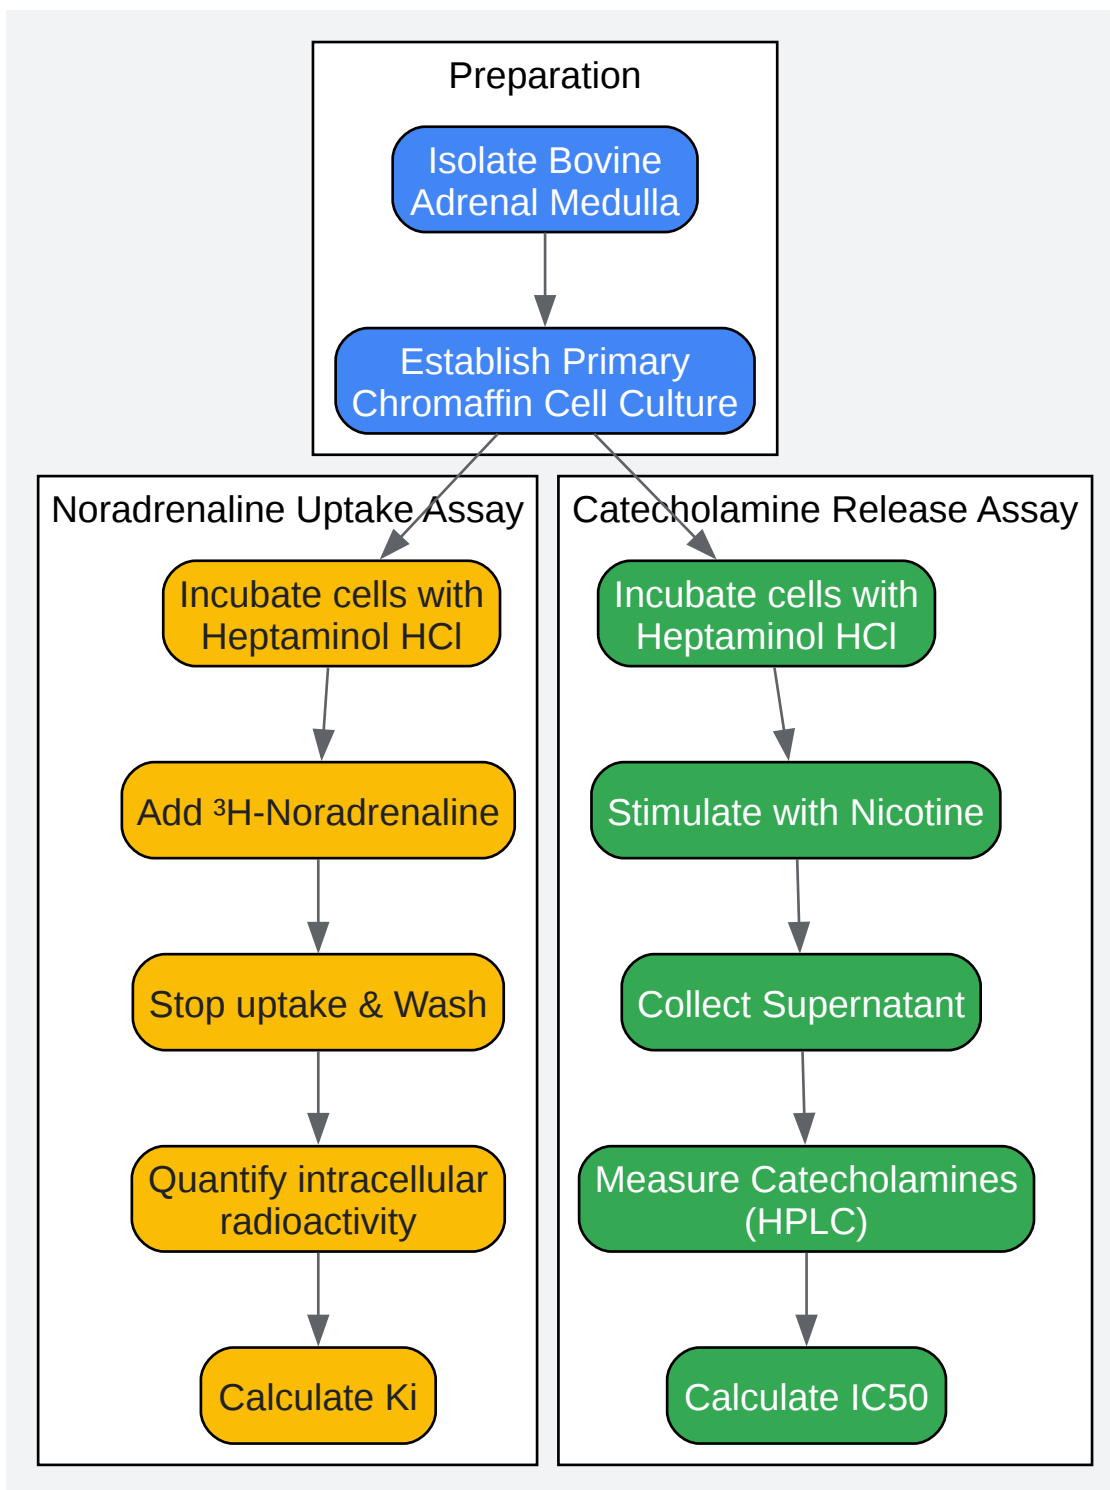 Preparation
Isolate Bovine
Adrenal Medulla
Establish Primary
Chromaffin Cell Culture
Noradrenaline Uptake Assay
Incubate cells with
Heptaminol HCl
Add ³H-Noradrenaline
Stop uptake & Wash
Quantify intracellular
radioactivity
Calculate Ki
Catecholamine Release Assay
Incubate cells with
Heptaminol HCl
Stimulate with Nicotine
Collect Supernatant
Measure Catecholamines
(HPLC)
Calculate IC50